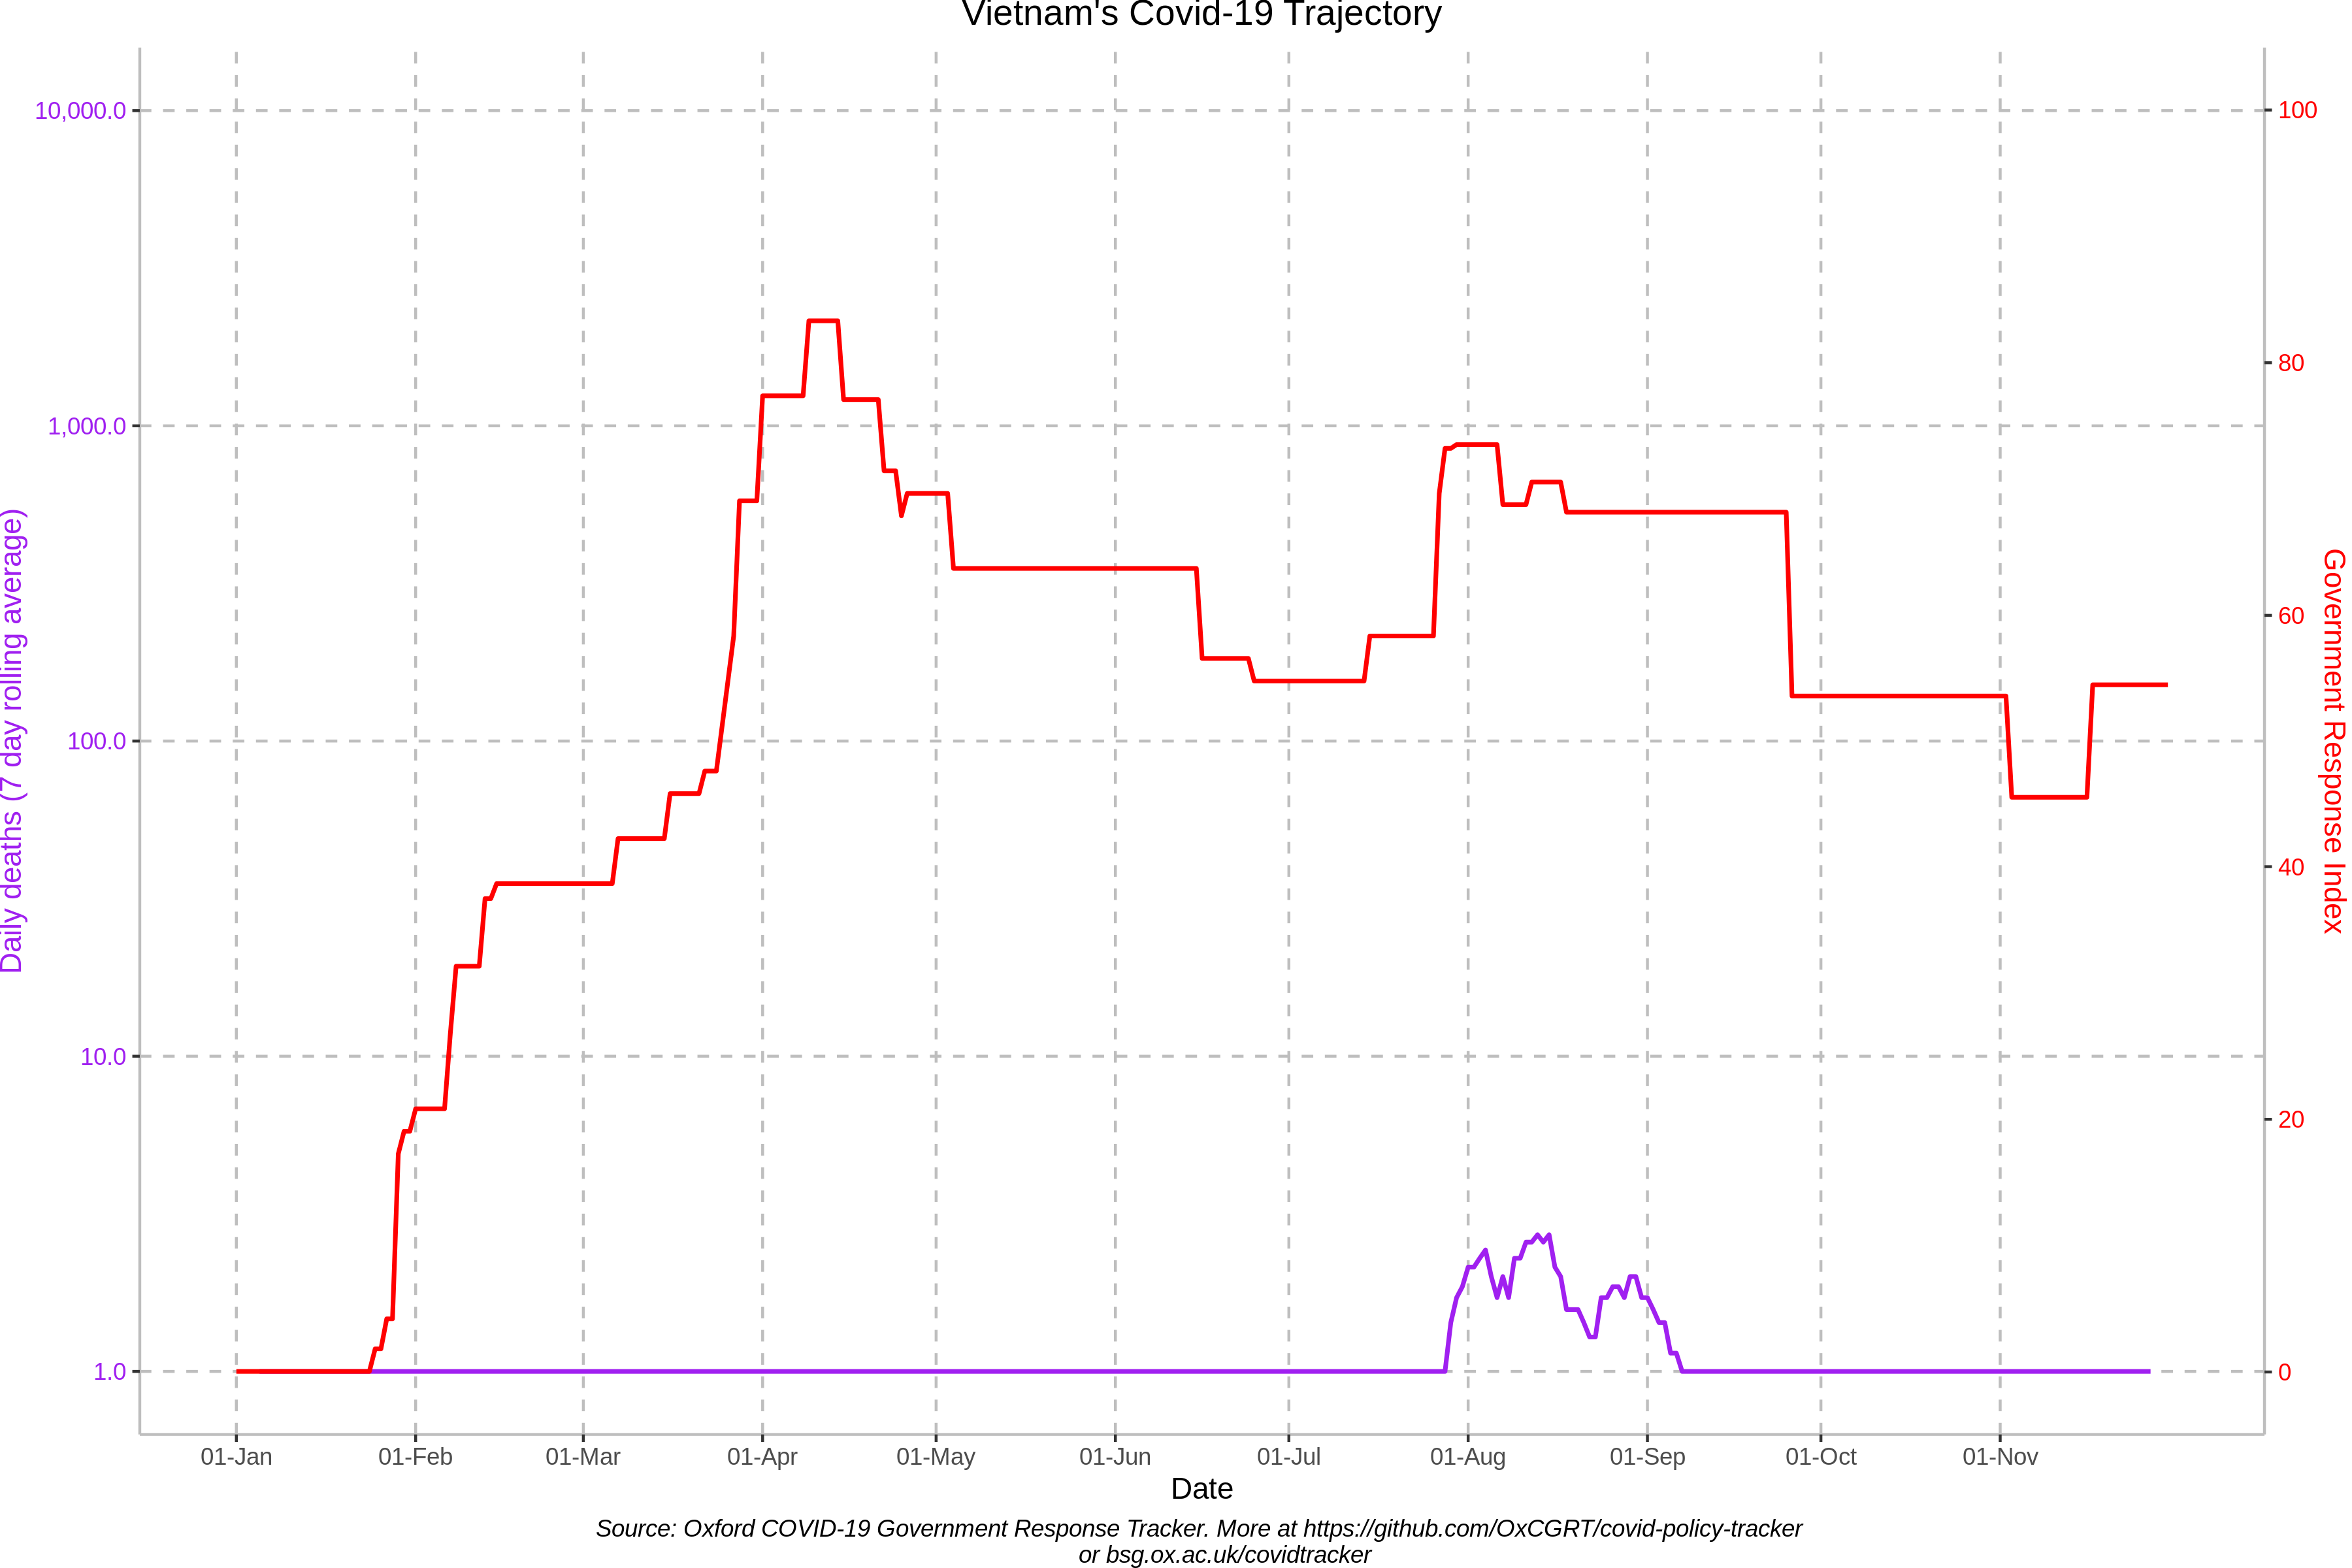 Vietnam's Covid-19 Trajectory
10,000.0
1,000.0
100.0
10.0
1.0
Daily deaths (7 day rolling average)
100
80
60
40
20
0
Government Response Index
01-Jan 01-Feb 01-Mar 01-Apr 01-May 01-Jun 01-Jul 01-Aug 01-Sep 01-Oct 01-Nov
Date
Source: Oxford COVID-19 Government Response Tracker. More at https://github.com/OxCGRT/covid-policy-tracker
or bsg.ox.ac.uk/covidtracker